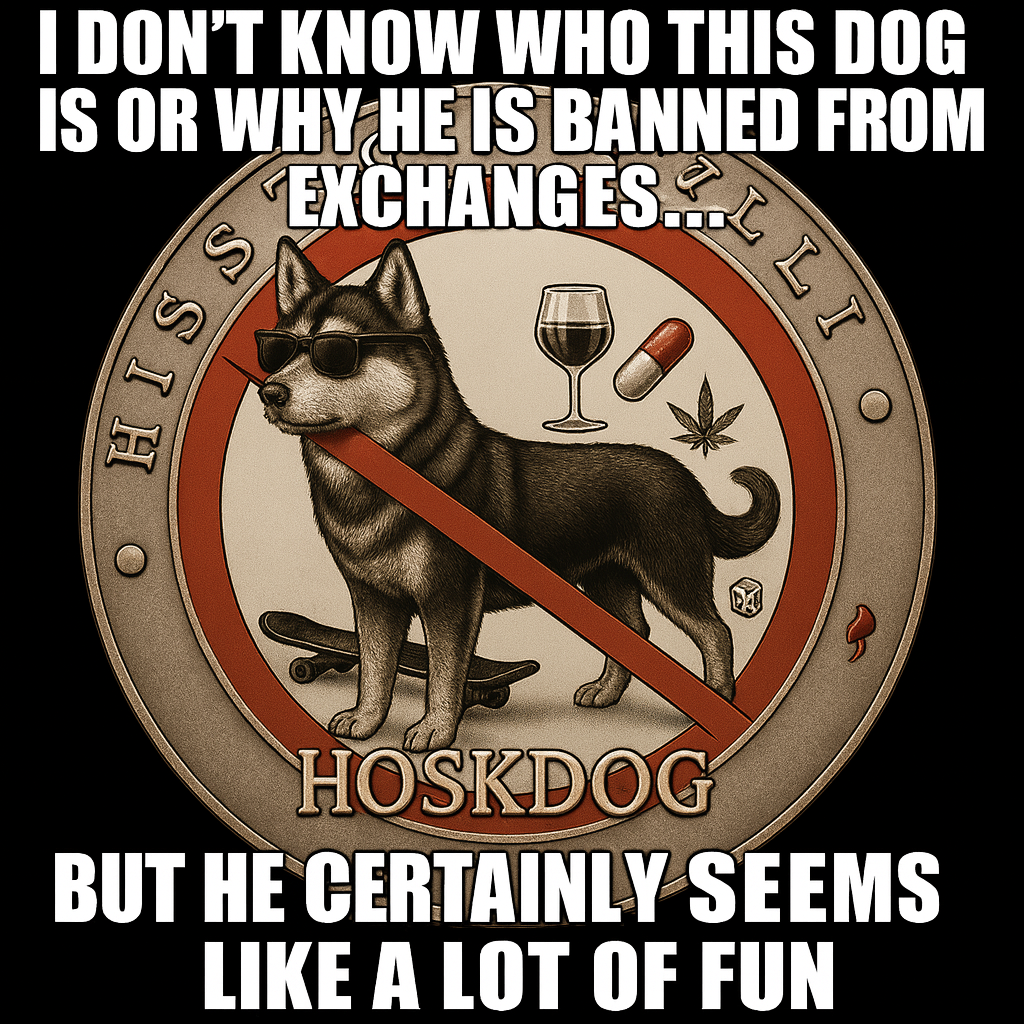 I DON’T KNOW WHO THIS DOG
IS OR WHY HE IS BANNED FROM
EXCHANGES...
HOSKDOG
BUT HE CERTAINLY SEEMS
LIKE A LOT OF FUN